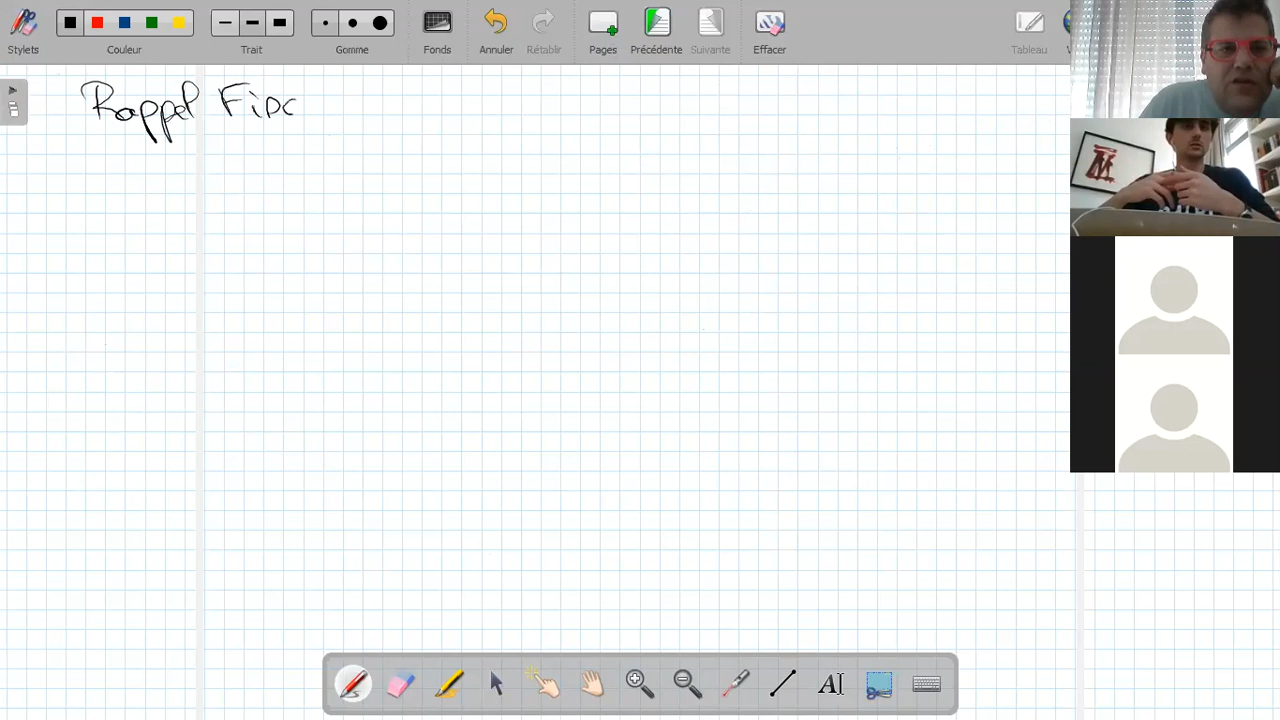 Stylets
Couleur
Trait
Gomme
Fonds
Annuler
Rétablir
Pages
Précédente
Suivante
Effacer
Tableau
Rappel